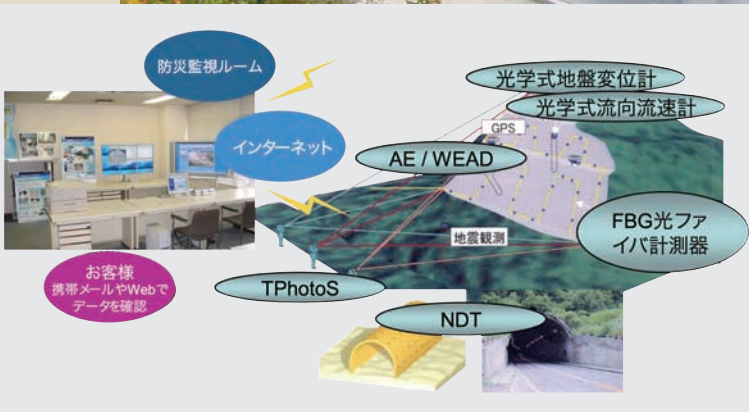 防災監視ルーム
インターネット
お客様
携帯メールやWebで
データを確認
光学式地盤変位計
光学式流向流速計
GPS
AE / WEAD
FBG光ファ
イバ計測器
地震観測
TPhotoS
NDT